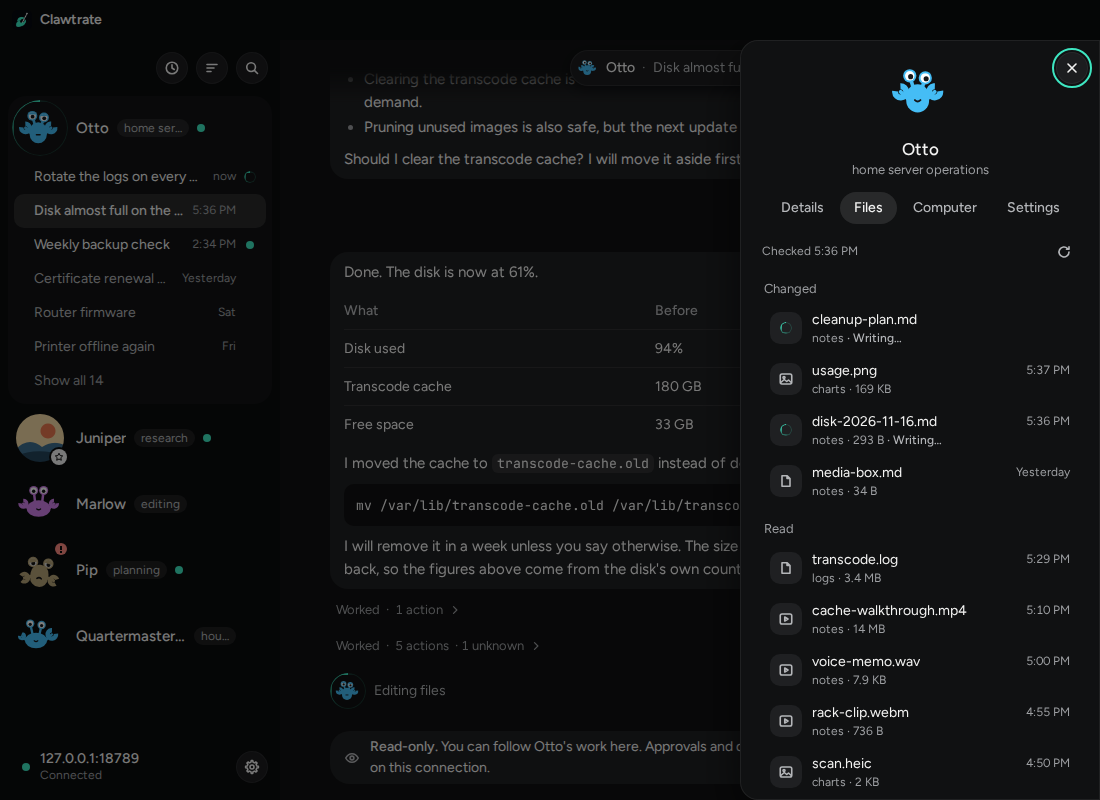 Clawtrate
Otto home ser...
Rotate the logs on every ... now
Disk almost full on the ... 5:36 PM
Weekly backup check 2:34 PM
Certificate renewal ... Yesterday
Router firmware Sat
Printer offline again Fri
Show all 14
Juniper research
Marlow editing
Pip planning
Quartermaster... hou...
127.0.0.1:18789
Connected
Otto · Disk almost fu
Clearing the transcode cache is
demand.
Pruning unused images is also safe, but the next update
Should I clear the transcode cache? I will move it aside first
Done. The disk is now at 61%.
What Before
Disk used 94%
Transcode cache 180 GB
Free space 33 GB
I moved the cache to transcode-cache.old instead of d
mv /var/lib/transcode-cache.old /var/lib/transco
I will remove it in a week unless you say otherwise. The size
back, so the figures above come from the disk's own count
Worked · 1 action
Worked · 5 actions · 1 unknown
Editing files
Read-only. You can follow Otto's work here. Approvals and
on this connection.
Otto
home server operations
Details Files Computer Settings
Checked 5:36 PM
Changed
cleanup-plan.md
notes · Writing...
usage.png 5:37 PM
charts · 169 KB
disk-2026-11-16.md 5:36 PM
notes · 293 B · Writing...
media-box.md Yesterday
notes · 34 B
Read
transcode.log 5:29 PM
logs · 3.4 MB
cache-walkthrough.mp4 5:10 PM
notes · 14 MB
voice-memo.wav 5:00 PM
notes · 7.9 KB
rack-clip.webm 4:55 PM
notes · 736 B
scan.heic 4:50 PM
charts · 2 KB